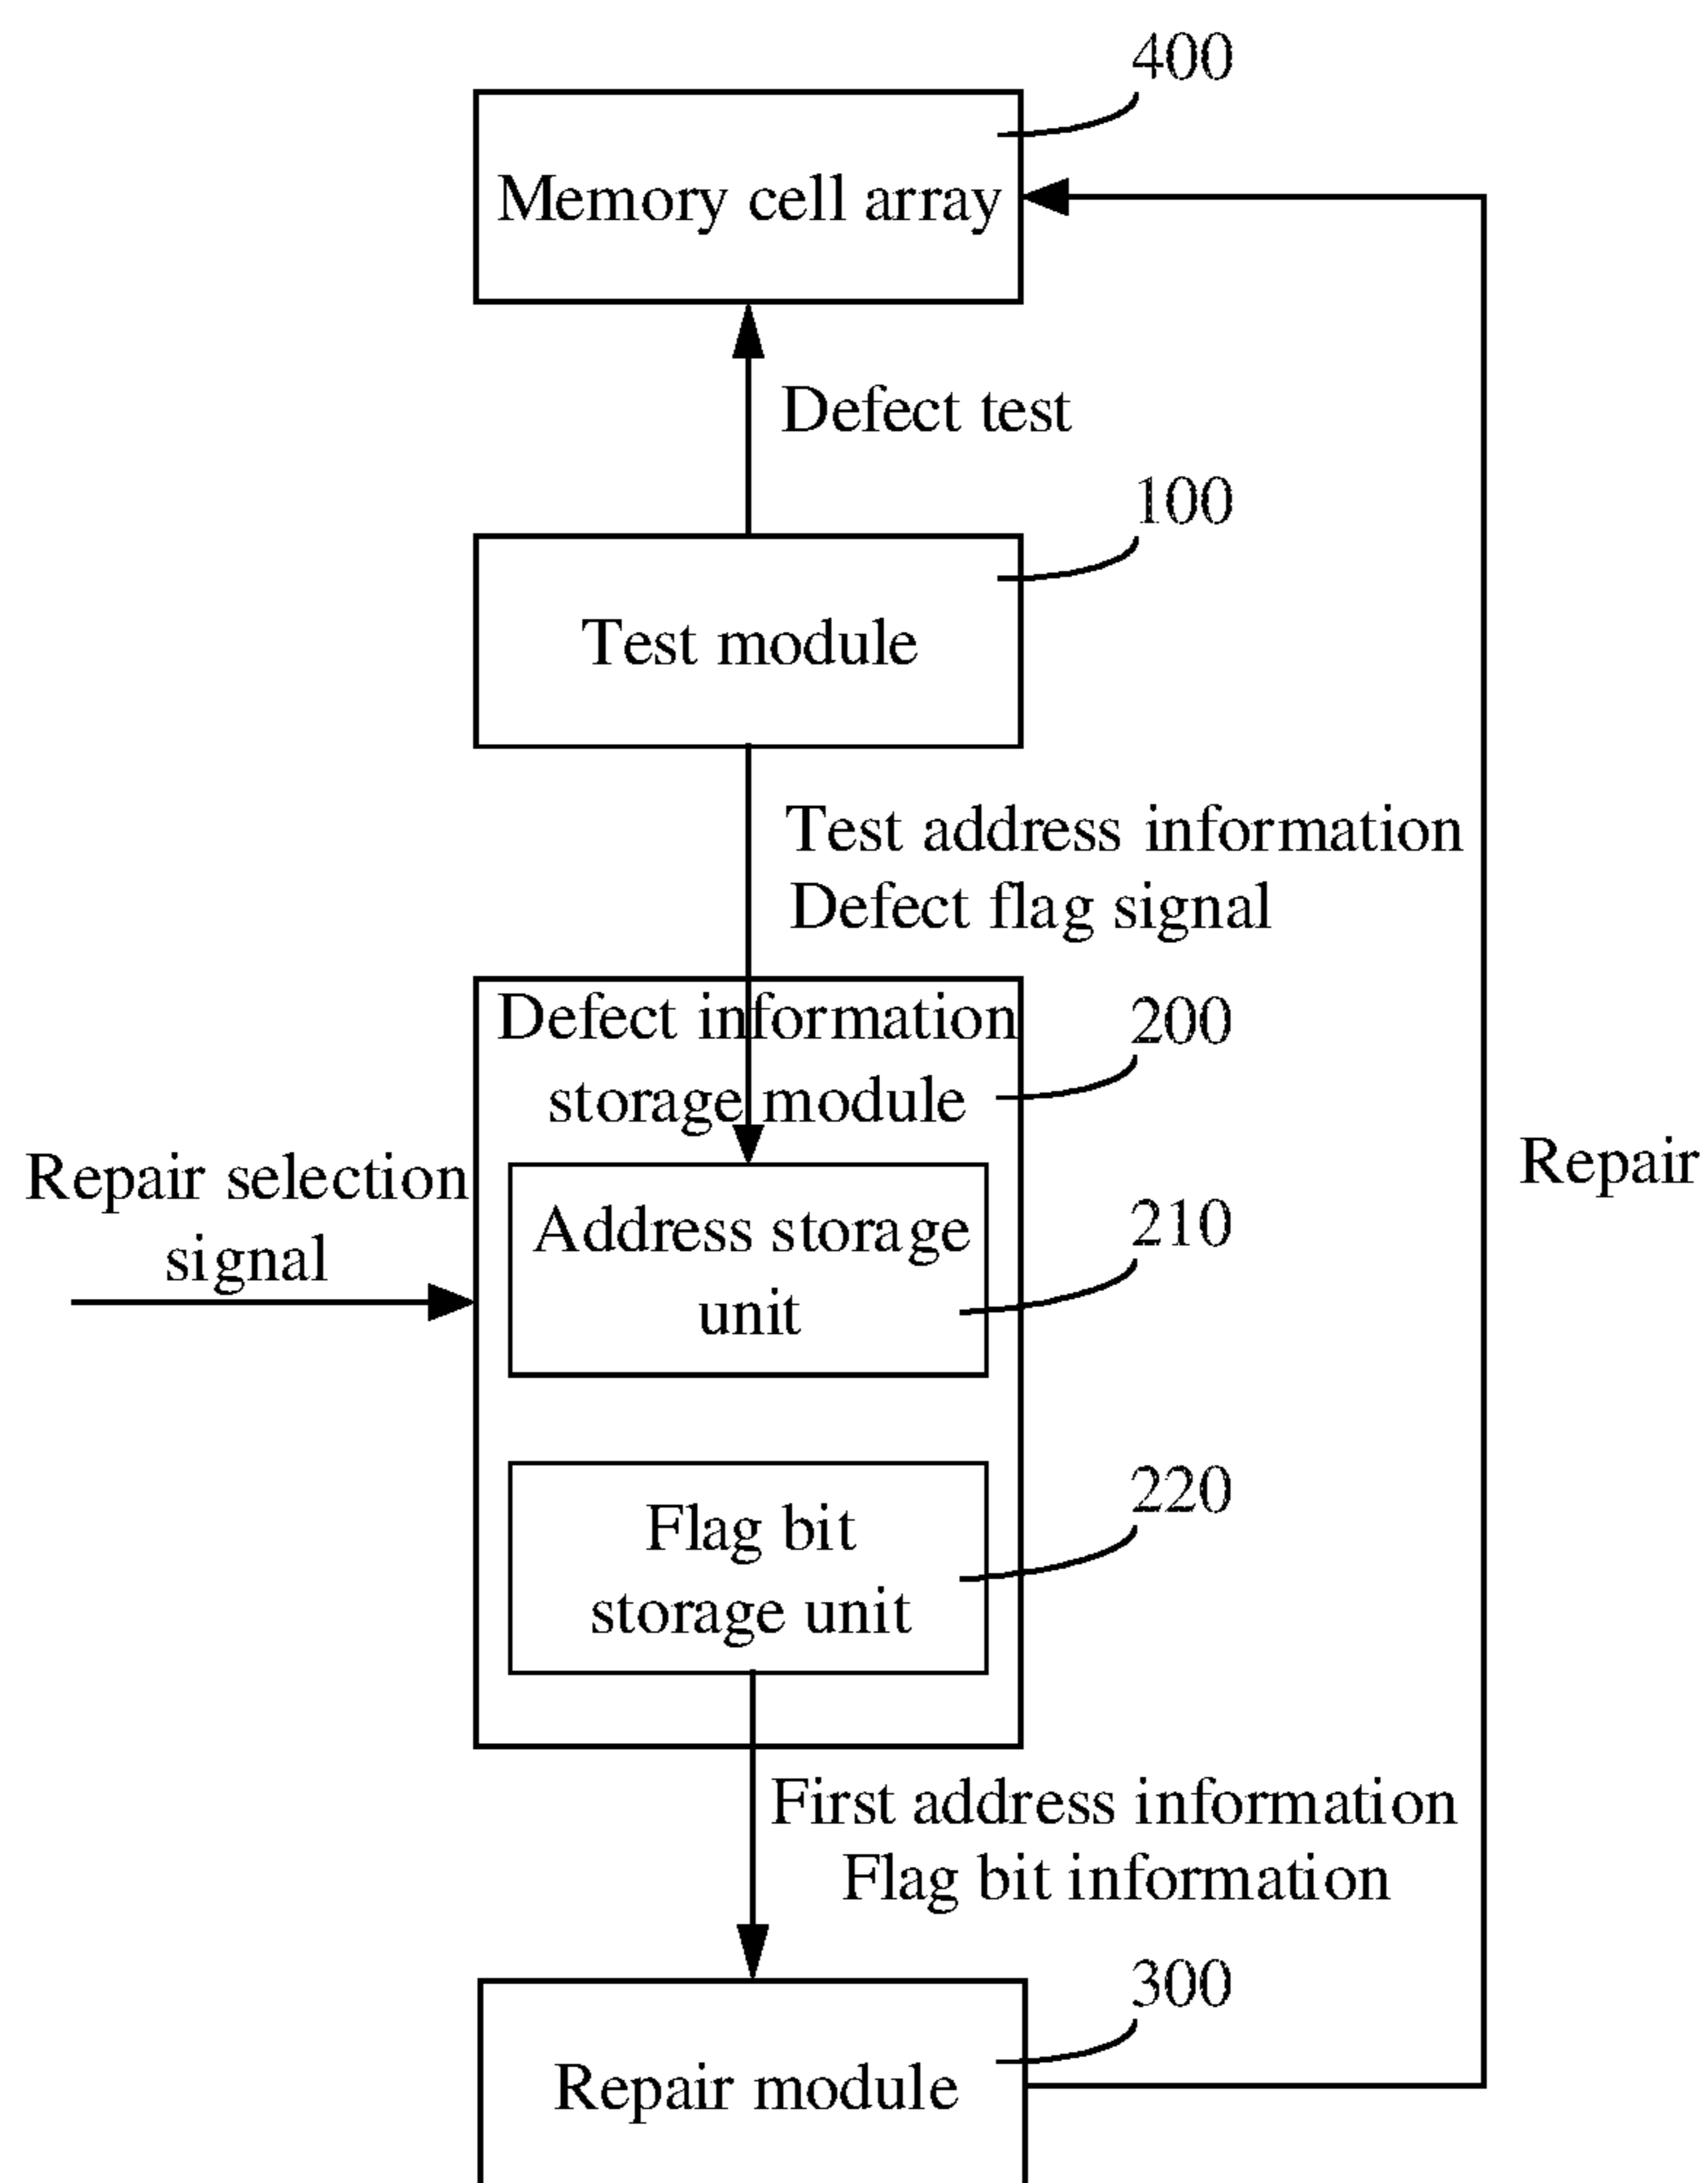 400
Memory cell array
Defect test
100
Test module
Test address information
Defect flag signal
Defect information
storage module
200
Repair selection
signal
Repair
Address storage
unit
210
220
Flag bit
storage unit
First address information
Flag bit information
300
Repair module